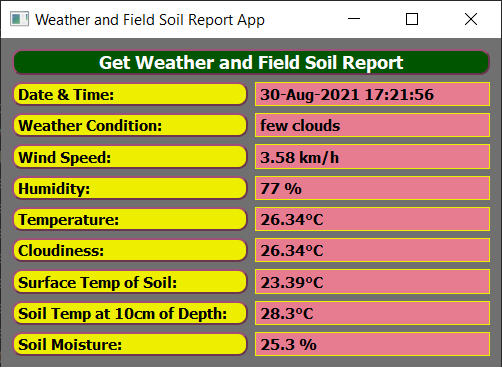 Weather and Field Soil Report App
Get Weather and Field Soil Report
Date & Time: 30-Aug-2021 17:21:56
Weather Condition: few clouds
Wind Speed: 3.58 km/h
Humidity: 77 %
Temperature: 26.34°C
Cloudiness: 26.34°C
Surface Temp of Soil: 23.39°C
Soil Temp at 10cm of Depth: 28.3°C
Soil Moisture: 25.3 %